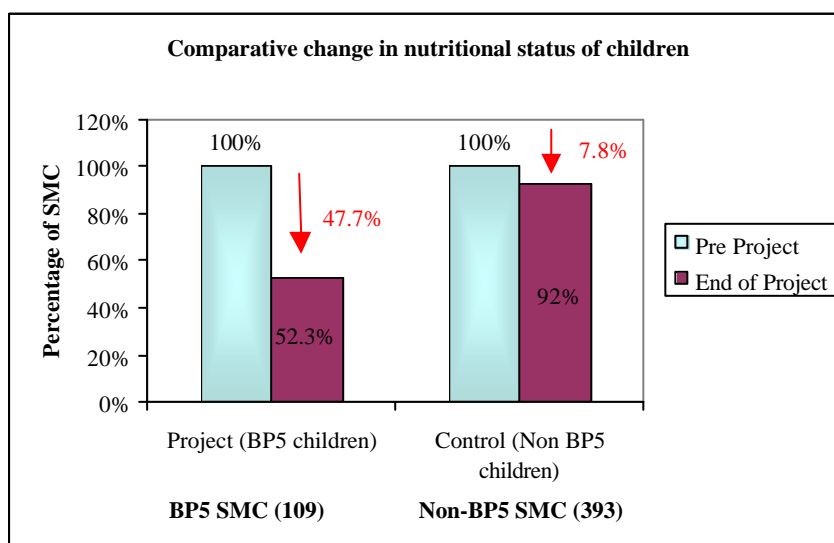 Comparative change in nutritional status of children
Percentage of SMC
120%
100%
80%
60%
40%
20%
0%
100%
47.7%
52.3%
100%
7.8%
92%
Pre Project
End of Project
Project (BP5 children)
Control (Non BP5
children)
BP5 SMC (109)
Non-BP5 SMC (393)